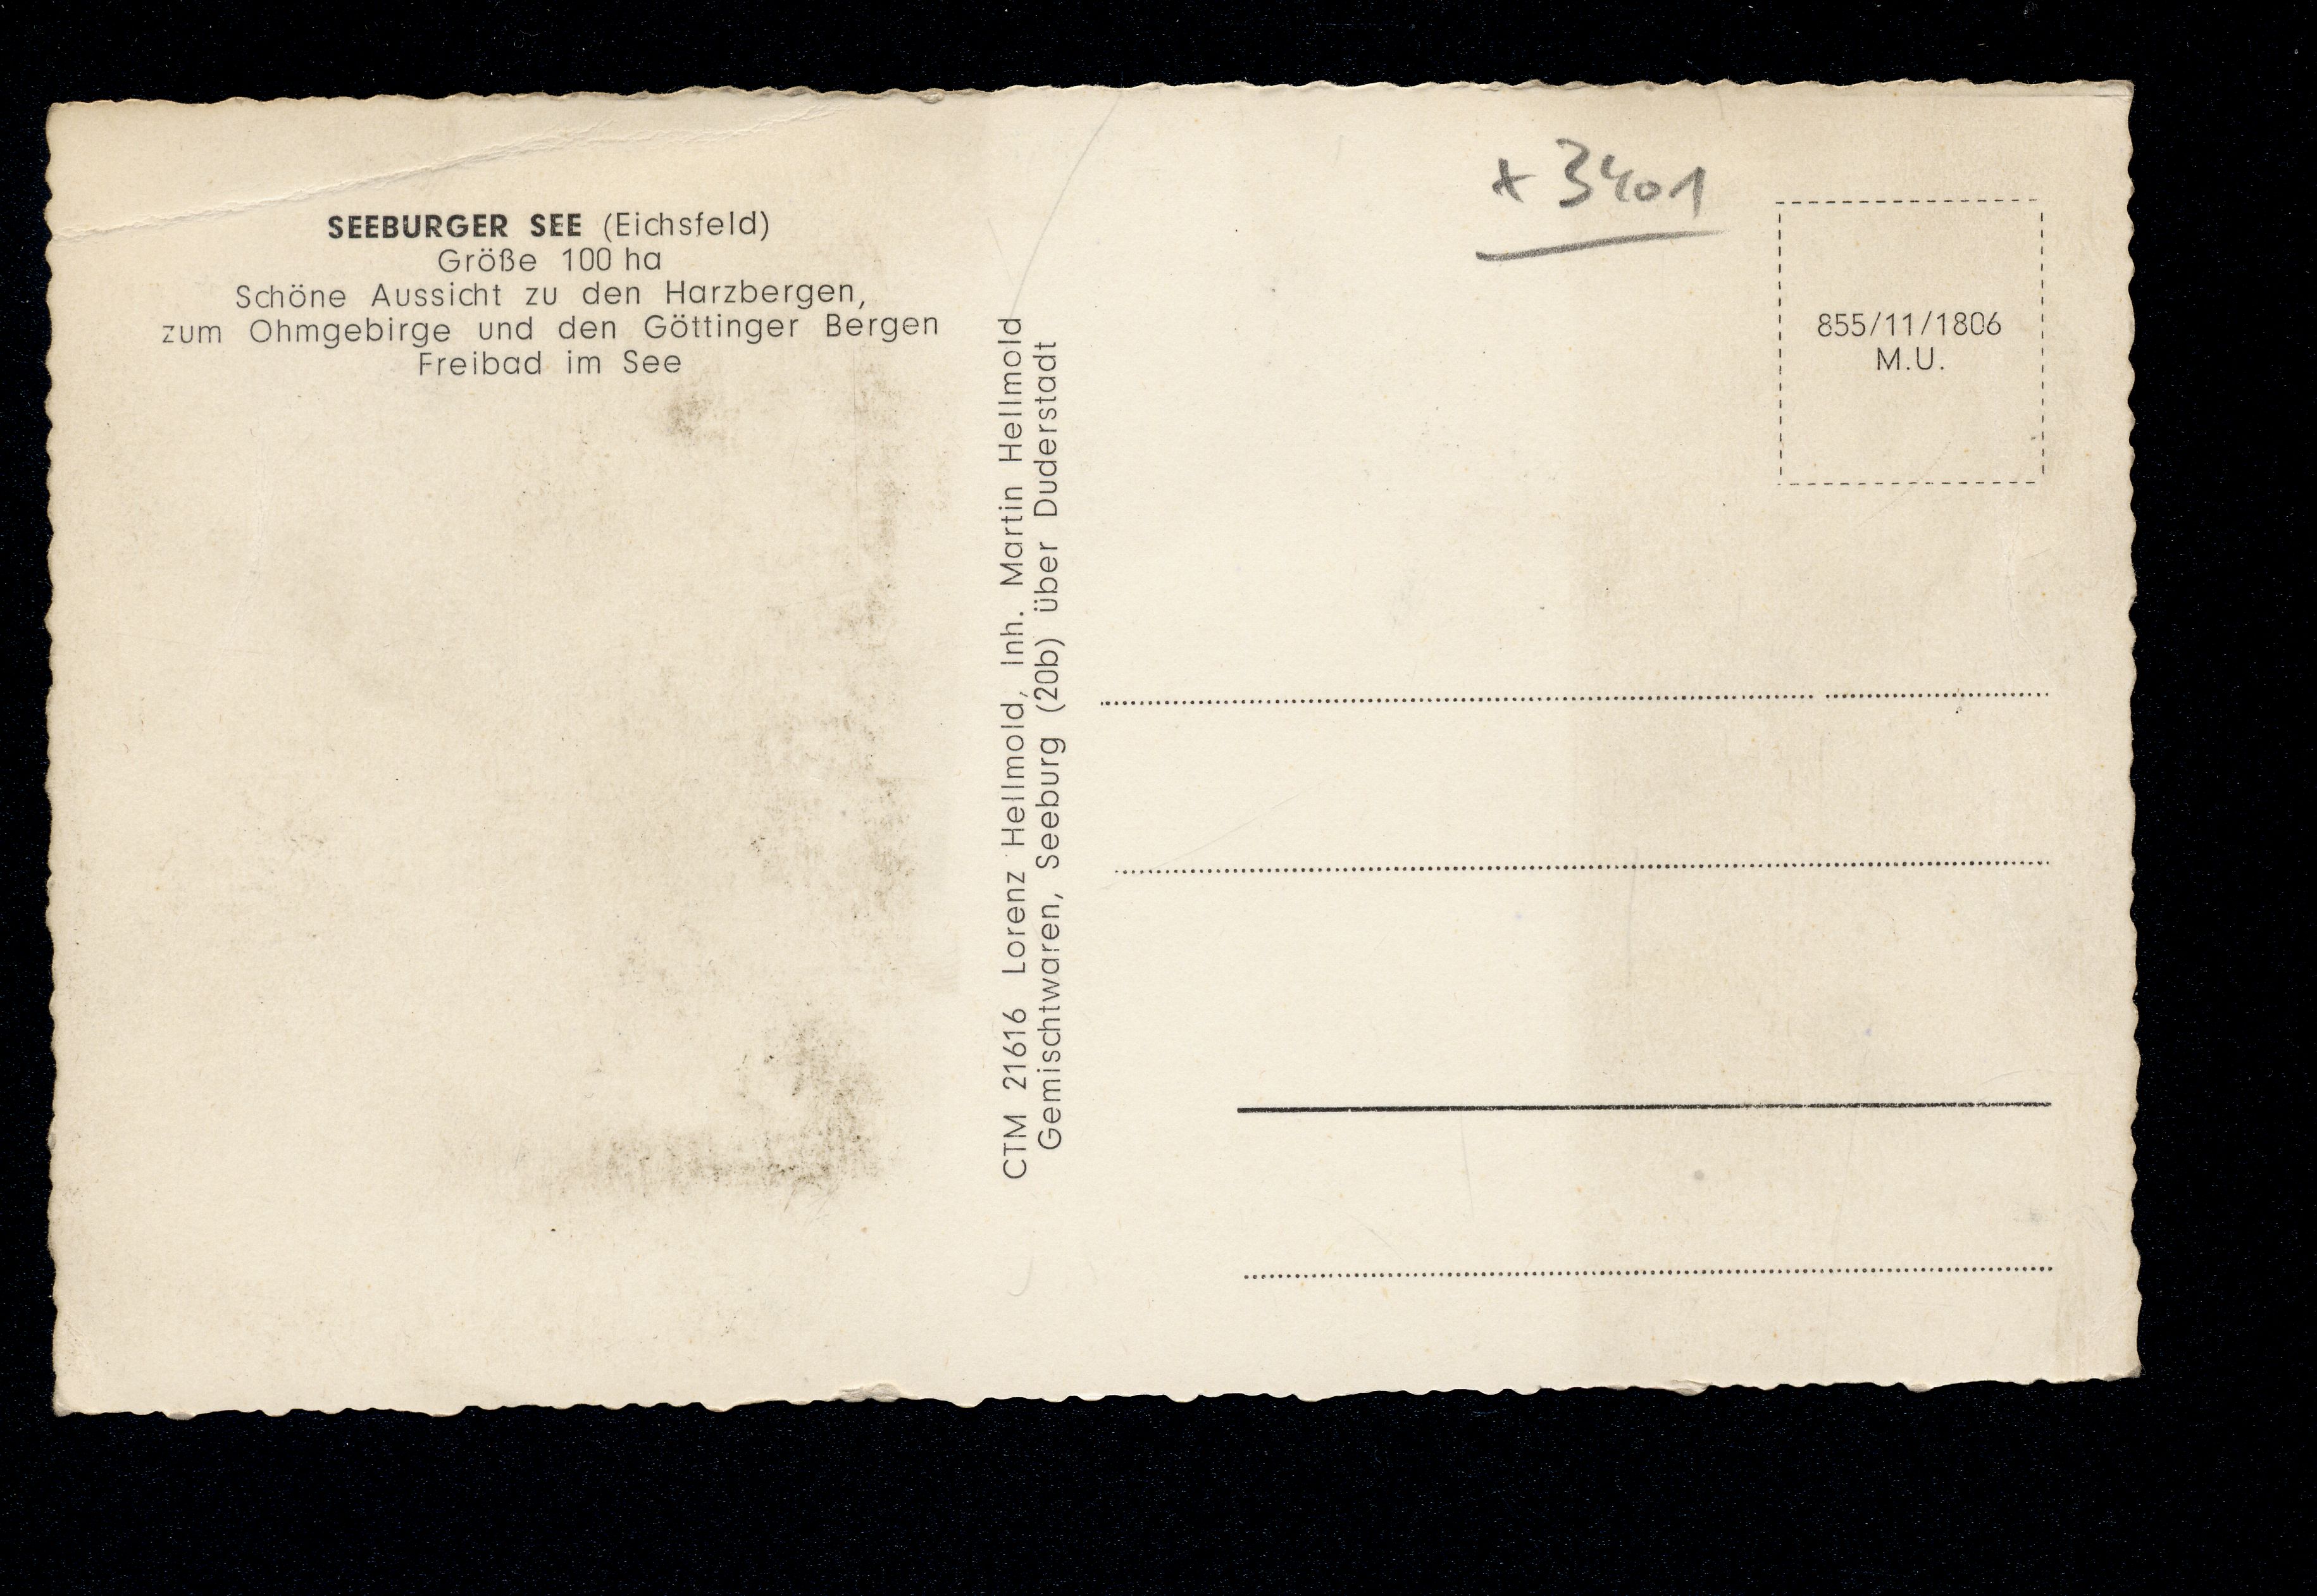 SEEBURGER SEE (Eichsfeld)
Größe 100 ha
Schöne Aussicht zu den Harzbergen,
zum Ohmgebirge und den Göttinger Bergen
Freibad im See
CTM 21616 Lorenz Hellmold, Inh. Martin Hellmold
Gemischtwaren, Seeburg (20b) über Duderstadt
x 3401
855/11/1806
M.U.